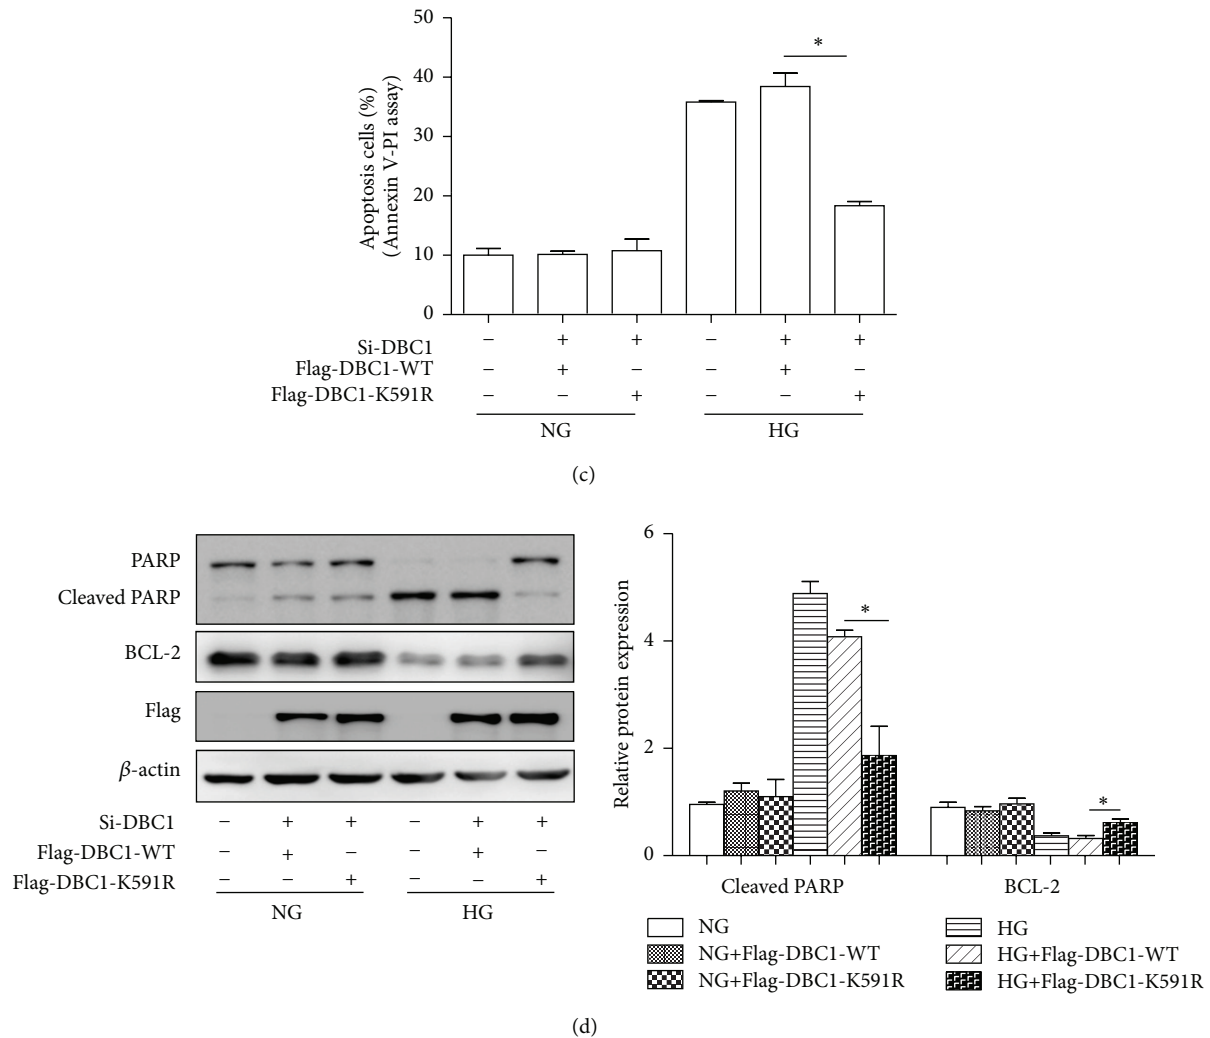 50
40
30
20
10
0
Apoptosis cells (%)
(Annexin V-PI assay)
*
Si-DBC1 − + + − + +
Flag-DBC1-WT − + − − + −
Flag-DBC1-K591R − − + − − +
NG HG
(c)
PARP
Cleaved PARP
BCL-2
Flag
β-actin
Si-DBC1 − + + − + +
Flag-DBC1-WT − + − − + −
Flag-DBC1-K591R − − + − − +
NG HG
6
4
2
0
Relative protein expression
*
*
Cleaved PARP BCL-2
NG HG
NG+Flag-DBC1-WT HG+Flag-DBC1-WT
NG+Flag-DBC1-K591R HG+Flag-DBC1-K591R
(d)